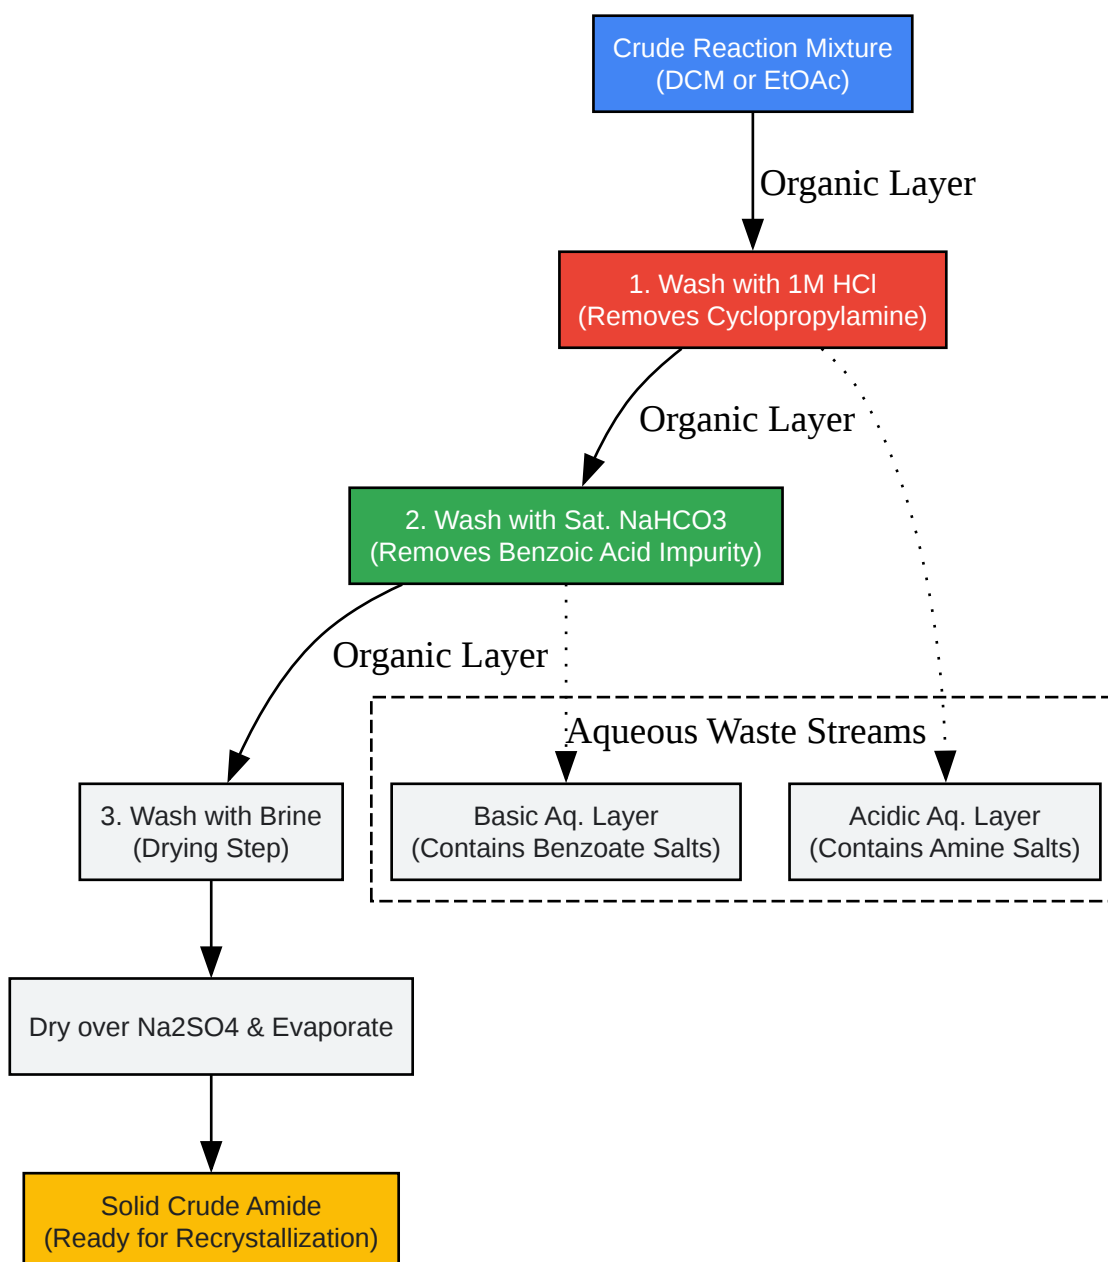 Crude Reaction Mixture
(DCM or EtOAc)
Organic Layer
1. Wash with 1M HCl
(Removes Cyclopropylamine)
Organic Layer
2. Wash with Sat. NaHCO3
(Removes Benzoic Acid Impurity)
Organic Layer
Aqueous Waste Streams
3. Wash with Brine
(Drying Step)
Basic Aq. Layer
(Contains Benzoate Salts)
Acidic Aq. Layer
(Contains Amine Salts)
Dry over Na2SO4 & Evaporate
Solid Crude Amide
(Ready for Recrystallization)